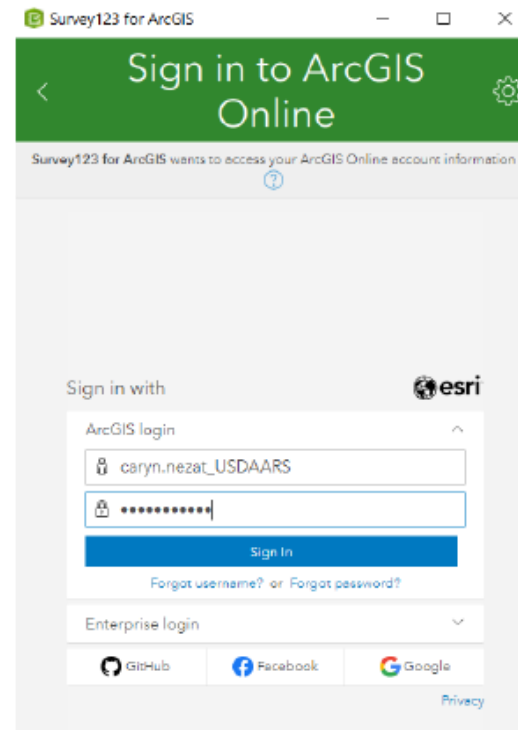 Survey123 for ArcGIS
Sign in to ArcGIS
Online
Survey123 for ArcGIS wants to access your ArcGIS Online account information
Sign in with
esri
ArcGIS login
caryn.nezat_USDAARS
•••••••••••
Sign In
Forgot username? or Forgot password?
Enterprise login
GitHub
Facebook
Google
Privacy